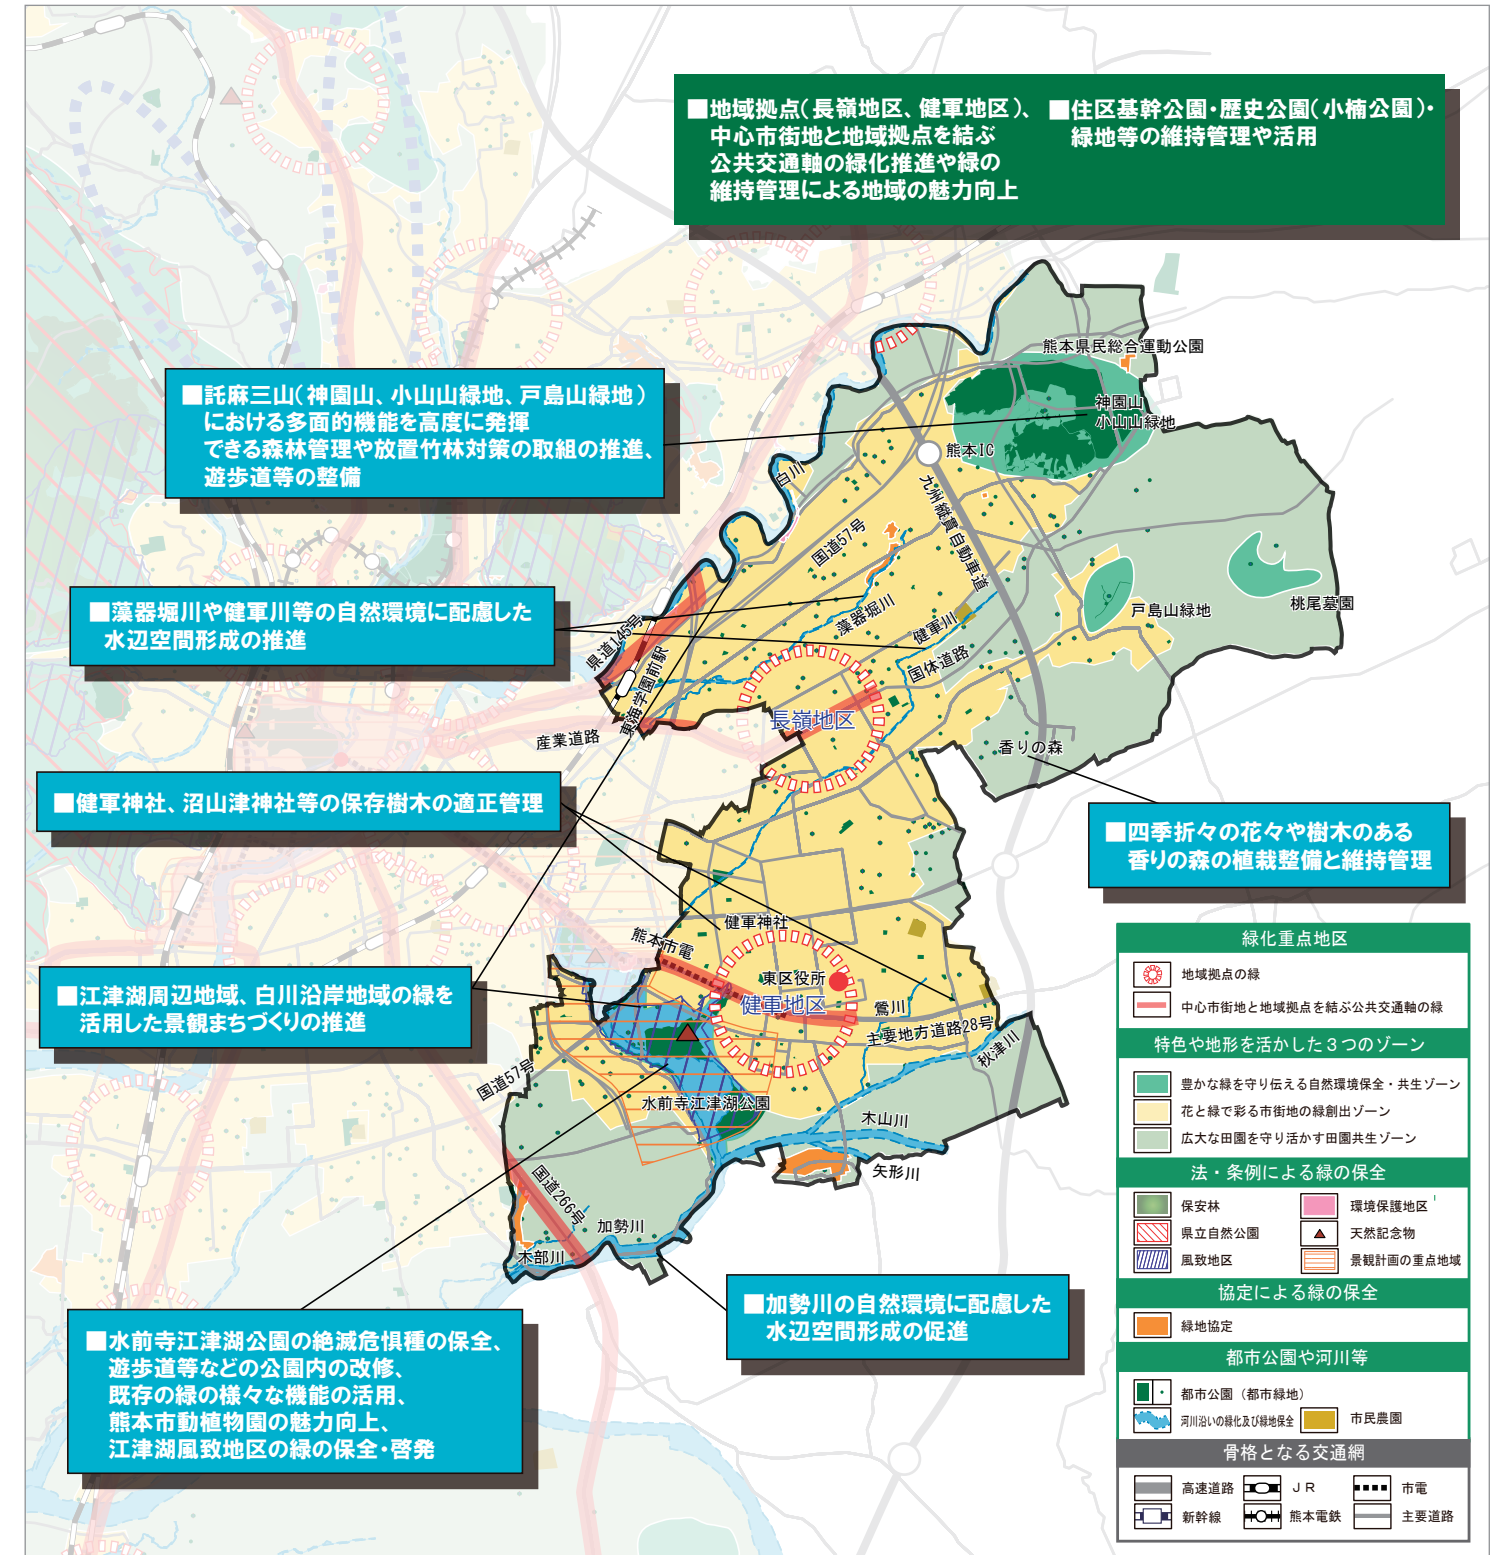 ■地域拠点(長嶺地区、健軍地区)、
中心市街地と地域拠点を結ぶ
公共交通軸の緑化推進や緑の
維持管理による地域の魅力向上
■住区基幹公園・歴史公園(小楠公園)・
緑地等の維持管理や活用
熊本県民総合運動公園
■託麻三山(神園山、小山山緑地、戸島山緑地)
における多面的機能を高度に発揮
できる森林管理や放置竹林対策の取組の推進、
遊歩道等の整備
神園山
小山山緑地
熊本IC
白川
九州縦貫自動車道
国道57号
■藻器堀川や健軍川等の自然環境に配慮した
水辺空間形成の推進
藻器堀川
健軍川
戸島山緑地
桃尾墓園
県道145号
国体道路
東海学園前駅
長嶺地区
産業道路
香りの森
■健軍神社、沼山津神社等の保存樹木の適正管理
■四季折々の花々や樹木のある
香りの森の植栽整備と維持管理
健軍神社
熊本市電
東区役所
健軍地区
■江津湖周辺地域、白川沿岸地域の緑を
活用した景観まちづくりの推進
鶯川
主要地方道路28号
秋津川
国道57号
水前寺江津湖公園
木山川
矢形川
国道266号
加勢川
木部川
■加勢川の自然環境に配慮した
水辺空間形成の促進
■水前寺江津湖公園の絶滅危惧種の保全、
遊歩道等などの公園内の改修、
既存の緑の様々な機能の活用、
熊本市動植物園の魅力向上、
江津湖風致地区の緑の保全・啓発
緑化重点地区
地域拠点の緑
中心市街地と地域拠点を結ぶ公共交通軸の緑
特色や地形を活かした3つのゾーン
豊かな緑を守り伝える自然環境保全・共生ゾーン
花と緑で彩る市街地の緑創出ゾーン
広大な田園を守り活かす田園共生ゾーン
法・条例による緑の保全
保安林
環境保護地区
県立自然公園
天然記念物
風致地区
景観計画の重点地域
協定による緑の保全
緑地協定
都市公園や河川等
都市公園(都市緑地)
河川沿いの緑化及び緑地保全
市民農園
骨格となる交通網
高速道路
JR
市電
新幹線
熊本電鉄
主要道路